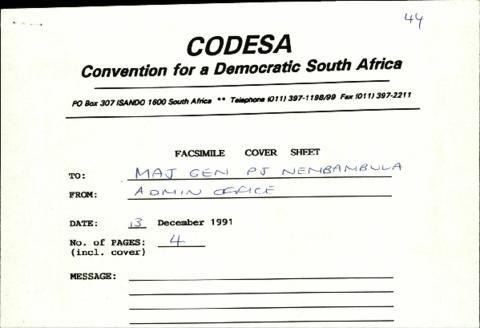 44
CODESA
Convention for a Democratic South Africa
PO Box 307 ISANDO 1600 South Africa ** Telephone (011) 397-1198/99 Fax (011) 397-2211
FACSIMILE COVER SHEET
TO: MAJ GEN PJ NEMBAMBULA
FROM: ADMIN OFFICE
DATE: 13 December 1991
No. of PAGES: 4
(incl. cover)
MESSAGE: